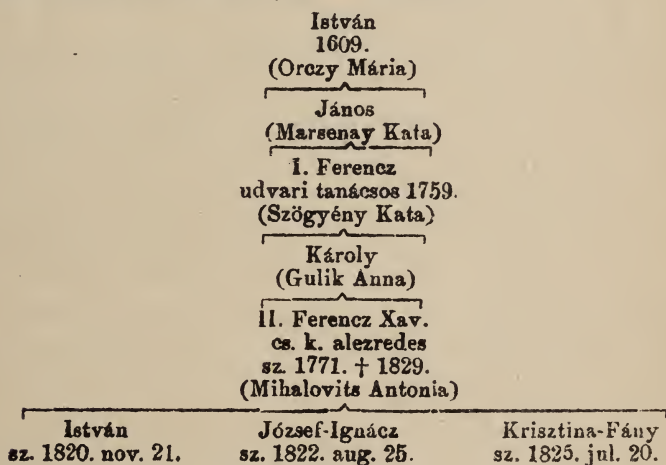 István
1609.
(Orczy Mária)
János
(Marsenay Kata)
I. Ferencz
udvari tanácsos 1759.
(Szögyény Kata)
Károly
(Gulik Anna)
II. Ferencz Xav.
cs. k. alezredes
sz. 1771. † 1829.
(Mihalovits Antonia)
István József-Ignácz Krisztina-Fány
sz. 1820. nov. 21. sz. 1822. aug. 25. sz. 1825. jul. 20.